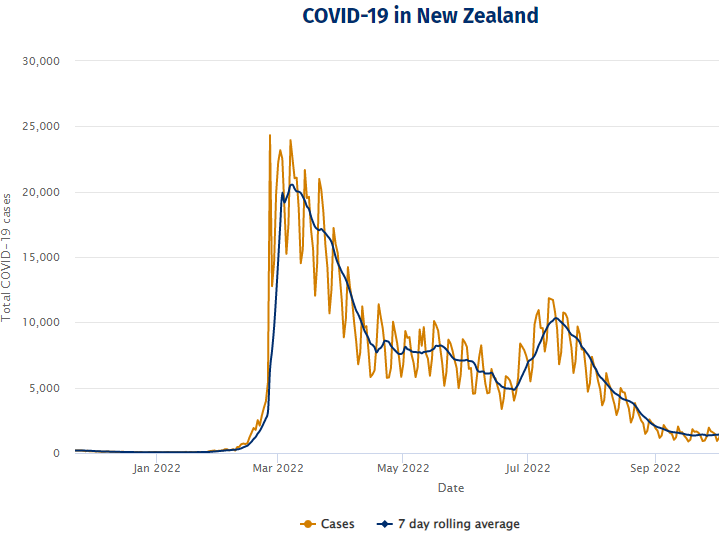 COVID-19 in New Zealand
30,000
25,000
20,000
15,000
10,000
5,000
0
Total COVID-19 cases
Jan 2022 Mar 2022 May 2022 Jul 2022 Sep 2022
Date
Cases 7 day rolling average